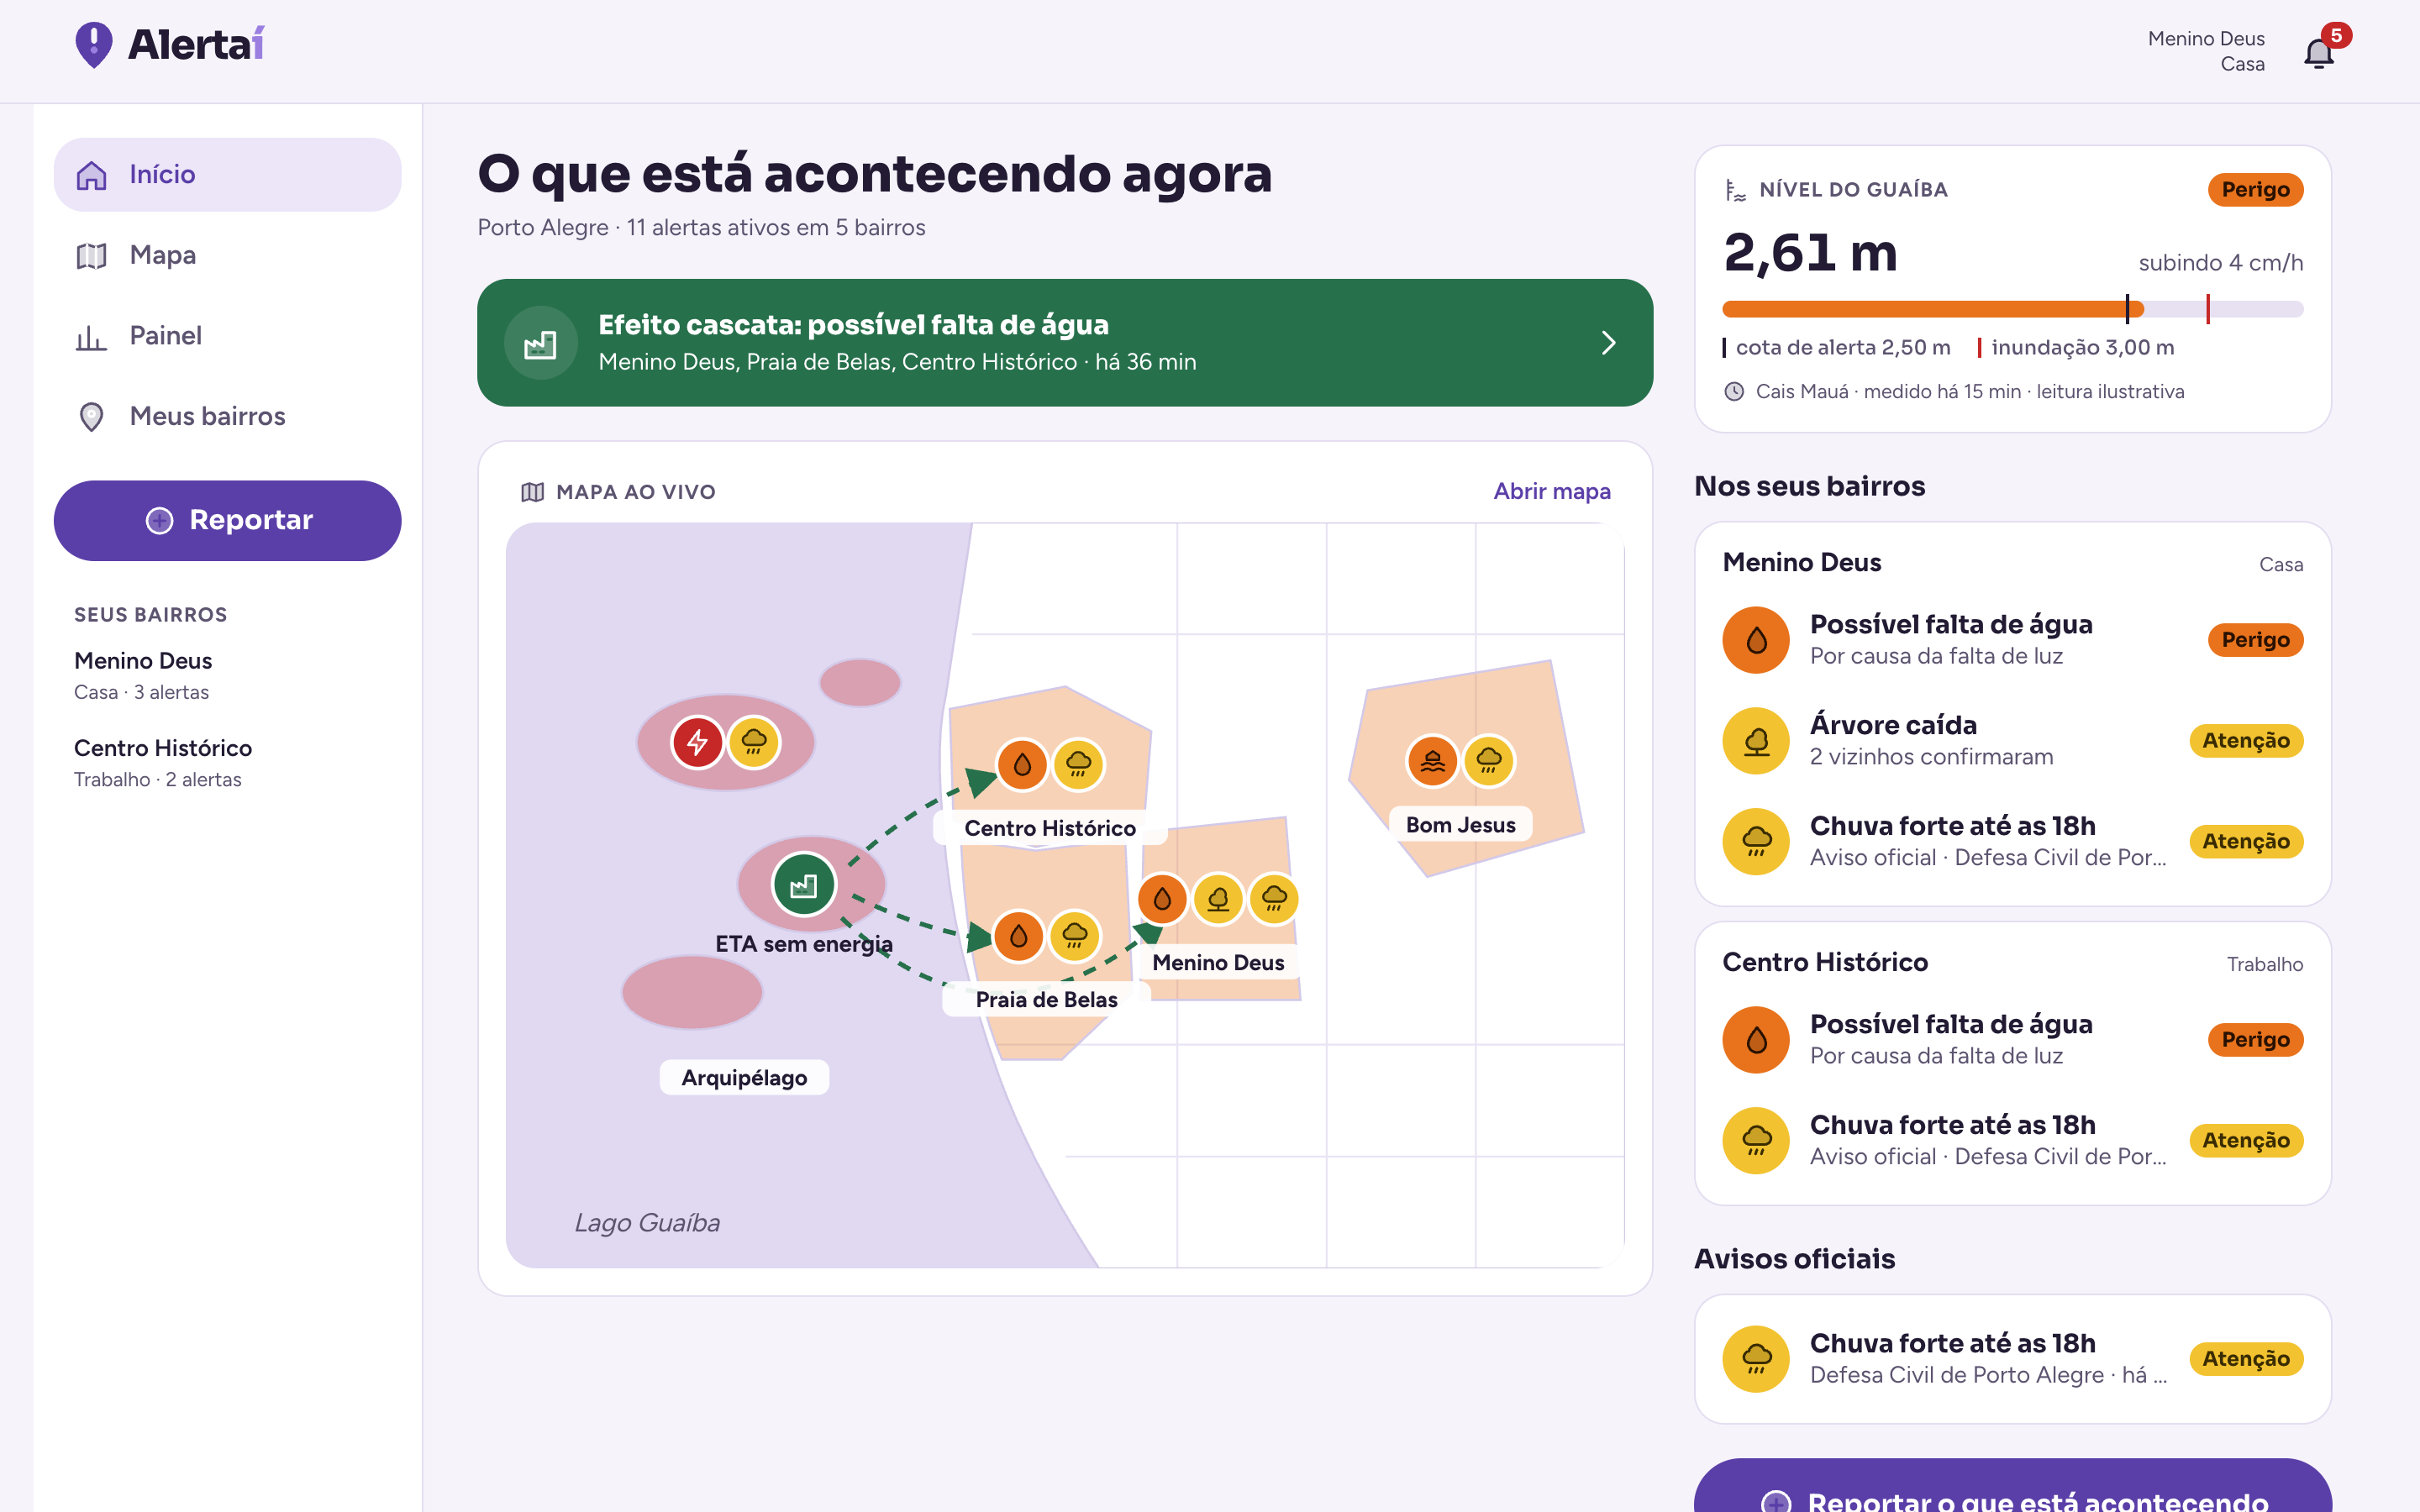 Alertaí
Menino Deus
Casa
5
Início
Mapa
Painel
Meus bairros
Reportar
SEUS BAIRROS
Menino Deus
Casa · 3 alertas
Centro Histórico
Trabalho · 2 alertas
O que está acontecendo agora
Porto Alegre · 11 alertas ativos em 5 bairros
Efeito cascata: possível falta de água
Menino Deus, Praia de Belas, Centro Histórico · há 36 min
MAPA AO VIVO
Abrir mapa
Centro Histórico
Bom Jesus
ETA sem energia
Menino Deus
Praia de Belas
Arquipélago
Lago Guaíba
NÍVEL DO GUAÍBA
Perigo
2,61 m
subindo 4 cm/h
cota de alerta 2,50 m
inundação 3,00 m
Cais Mauá · medido há 15 min · leitura ilustrativa
Nos seus bairros
Menino Deus
Casa
Possível falta de água
Por causa da falta de luz
Perigo
Árvore caída
2 vizinhos confirmaram
Atenção
Chuva forte até as 18h
Aviso oficial · Defesa Civil de Por...
Atenção
Centro Histórico
Trabalho
Possível falta de água
Por causa da falta de luz
Perigo
Chuva forte até as 18h
Aviso oficial · Defesa Civil de Por...
Atenção
Avisos oficiais
Chuva forte até as 18h
Defesa Civil de Porto Alegre · há ...
Atenção
Reportar o que está acontecendo